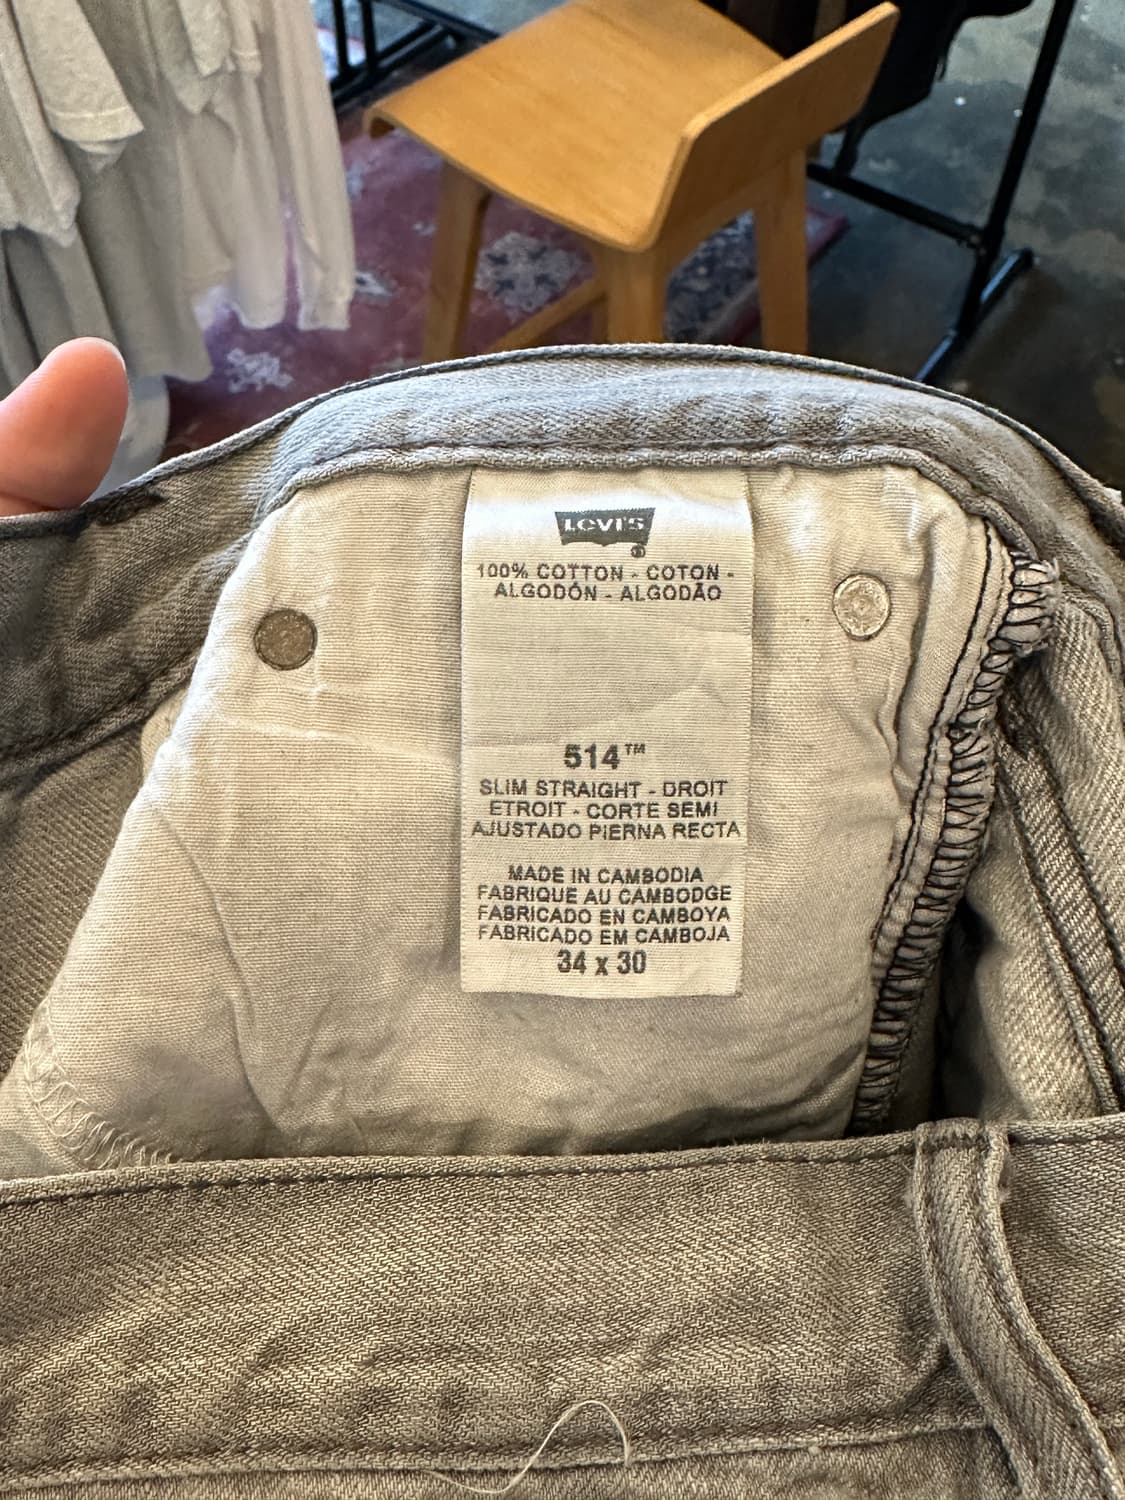 LEVI'S
®
100% COTTON - COTON -
ALGODÓN - ALGODÃO
514™
SLIM STRAIGHT - DROIT
ETROIT - CORTE SEMI
AJUSTADO PIERNA RECTA
MADE IN CAMBODIA
FABRIQUE AU CAMBODGE
FABRICADO EN CAMBOYA
FABRICADO EM CAMBOJA
34 x 30